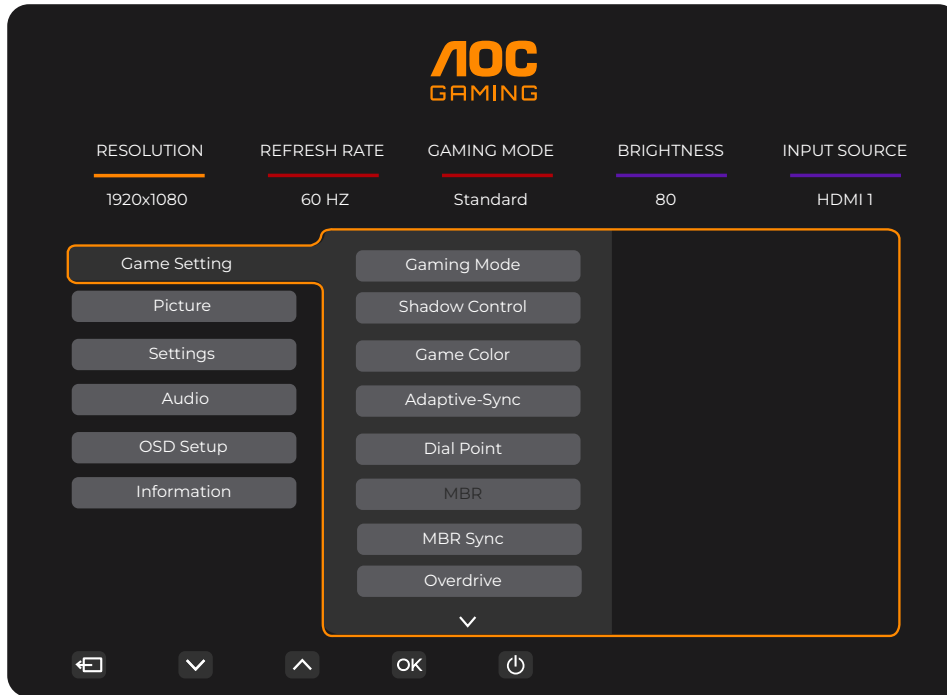 AOC
GAMING
RESOLUTION REFRESH RATE GAMING MODE BRIGHTNESS INPUT SOURCE
1920x1080 60 HZ Standard 80 HDMI 1
Game Setting Gaming Mode
Picture Shadow Control
Settings Game Color
Audio Adaptive-Sync
OSD Setup Dial Point
Information MBR
MBR Sync
Overdrive
OK